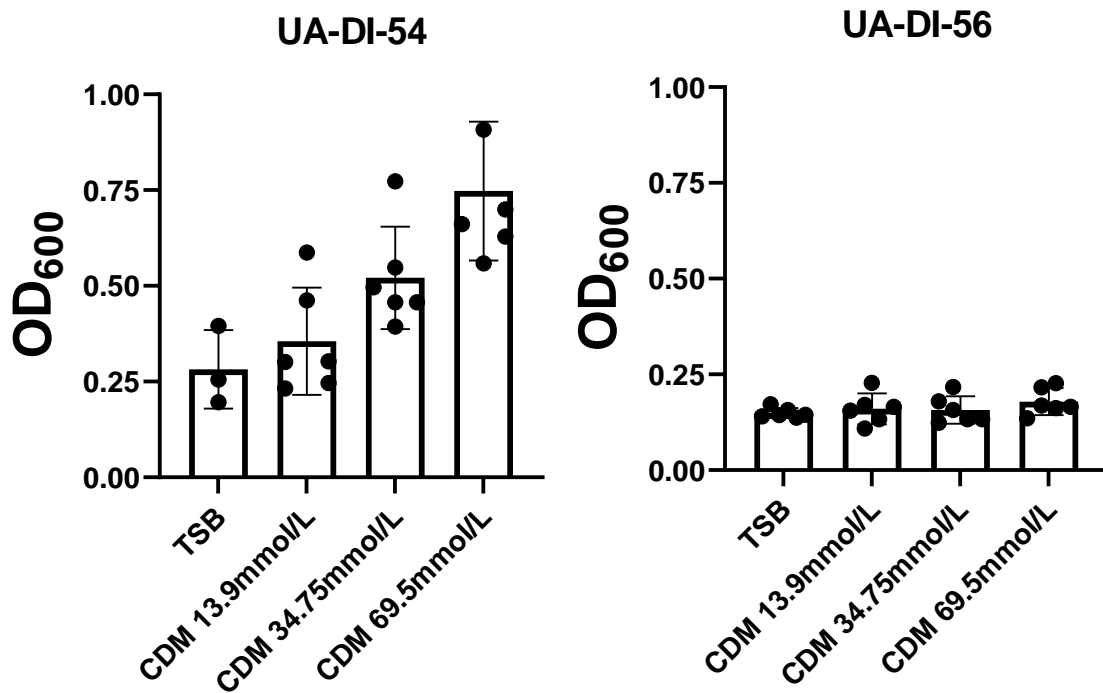 UA-DI-54
OD600
1.00
0.75
0.50
0.25
0.00
TSB
CDM 13.9mmol/L
CDM 34.75mmol/L
CDM 69.5mmol/L
UA-DI-56
OD600
1.00
0.75
0.50
0.25
0.00
TSB
CDM 13.9mmol/L
CDM 34.75mmol/L
CDM 69.5mmol/L